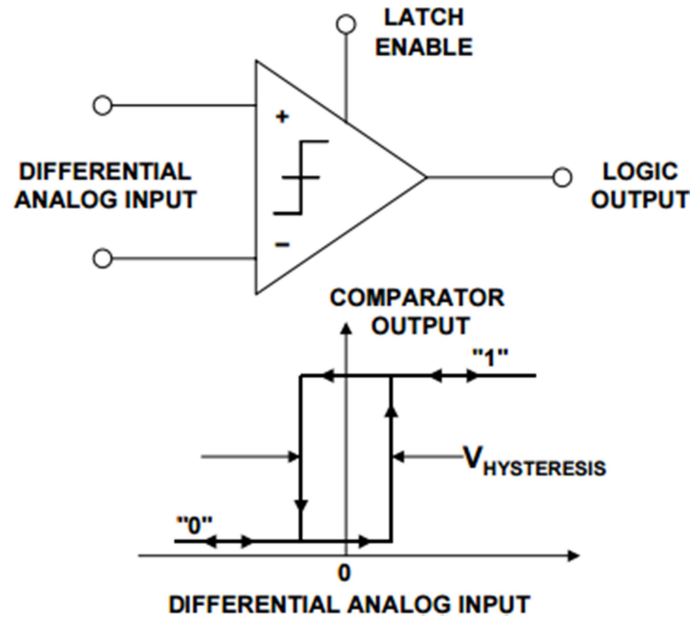 LATCH
ENABLE
+
DIFFERENTIAL
ANALOG INPUT
LOGIC
OUTPUT
−
COMPARATOR
OUTPUT
"1"
VHYSTERESIS
"0"
0
DIFFERENTIAL ANALOG INPUT